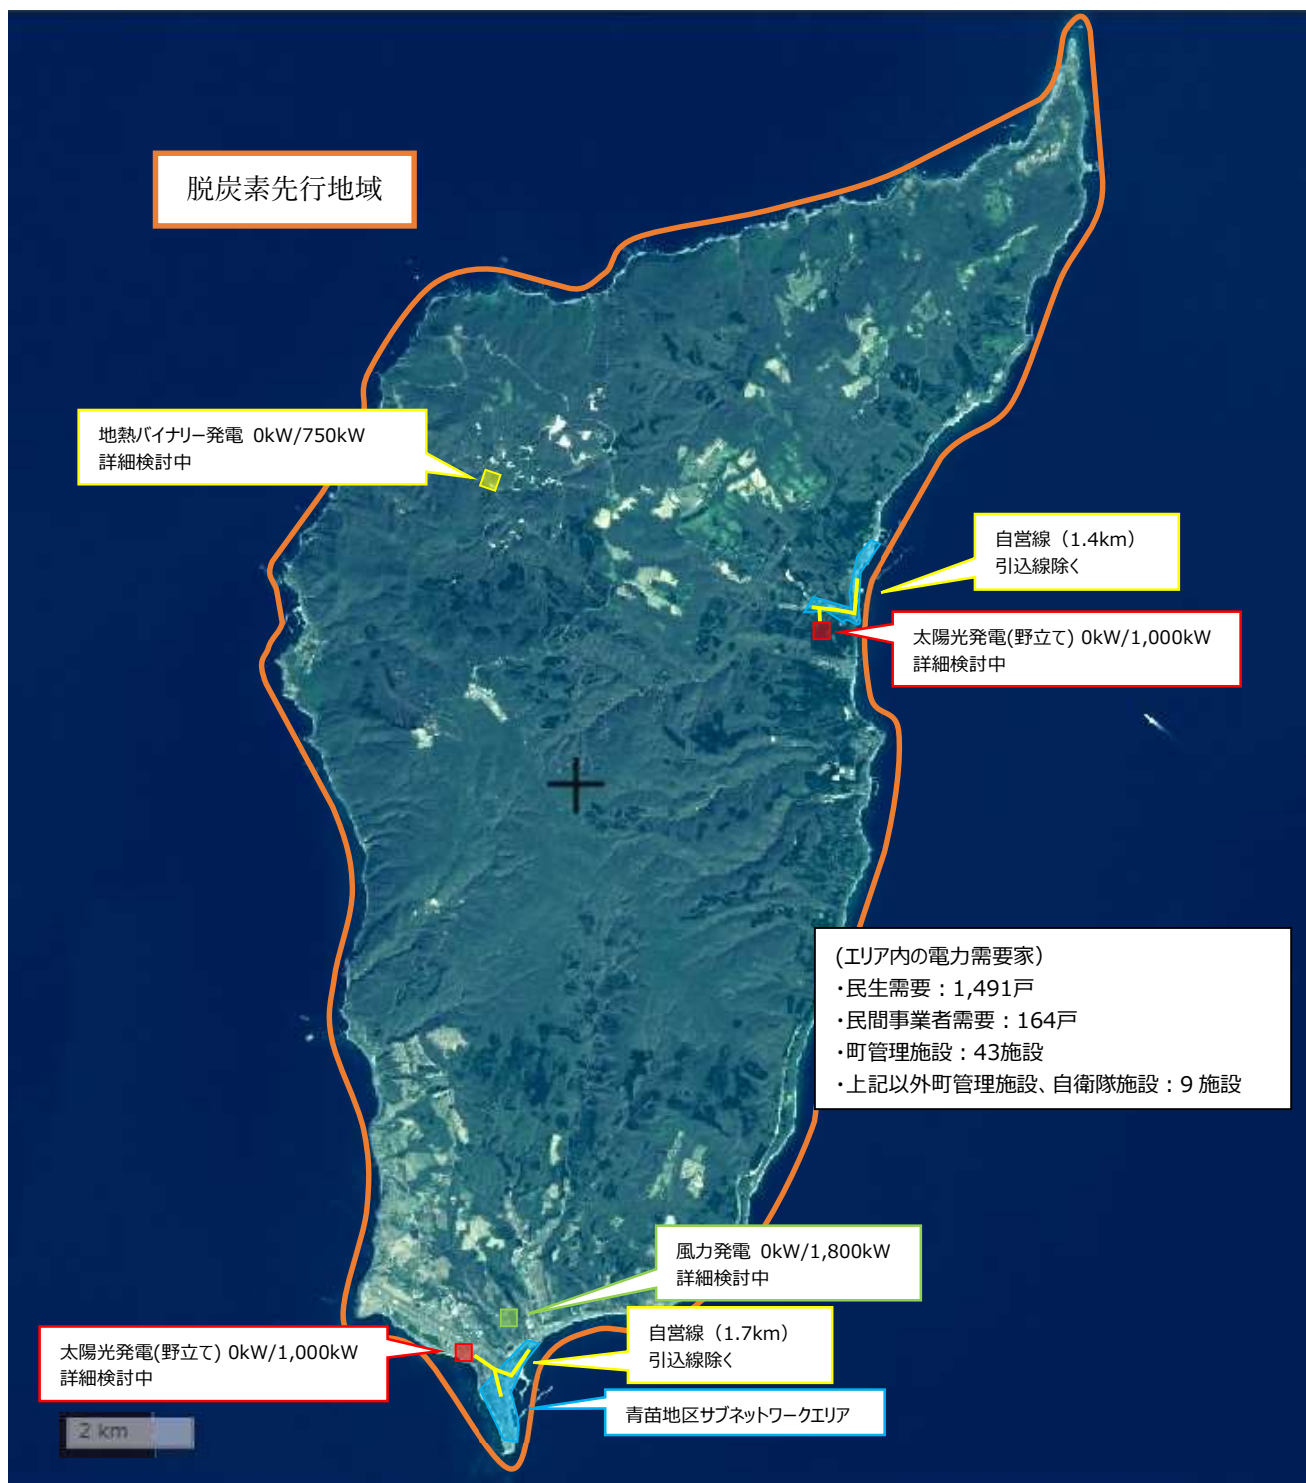 脱炭素先行地域
地熱バイナリー発電 0kW/750kW
詳細検討中
自営線（1.4km）
引込線除く
太陽光発電(野立て) 0kW/1,000kW
詳細検討中
(エリア内の電力需要家)
・民生需要：1,491戸
・民間事業者需要：164戸
・町管理施設：43施設
・上記以外町管理施設、自衛隊施設：9 施設
風力発電 0kW/1,800kW
詳細検討中
自営線（1.7km）
引込線除く
太陽光発電(野立て) 0kW/1,000kW
詳細検討中
青苗地区サブネットワークエリア
2 km